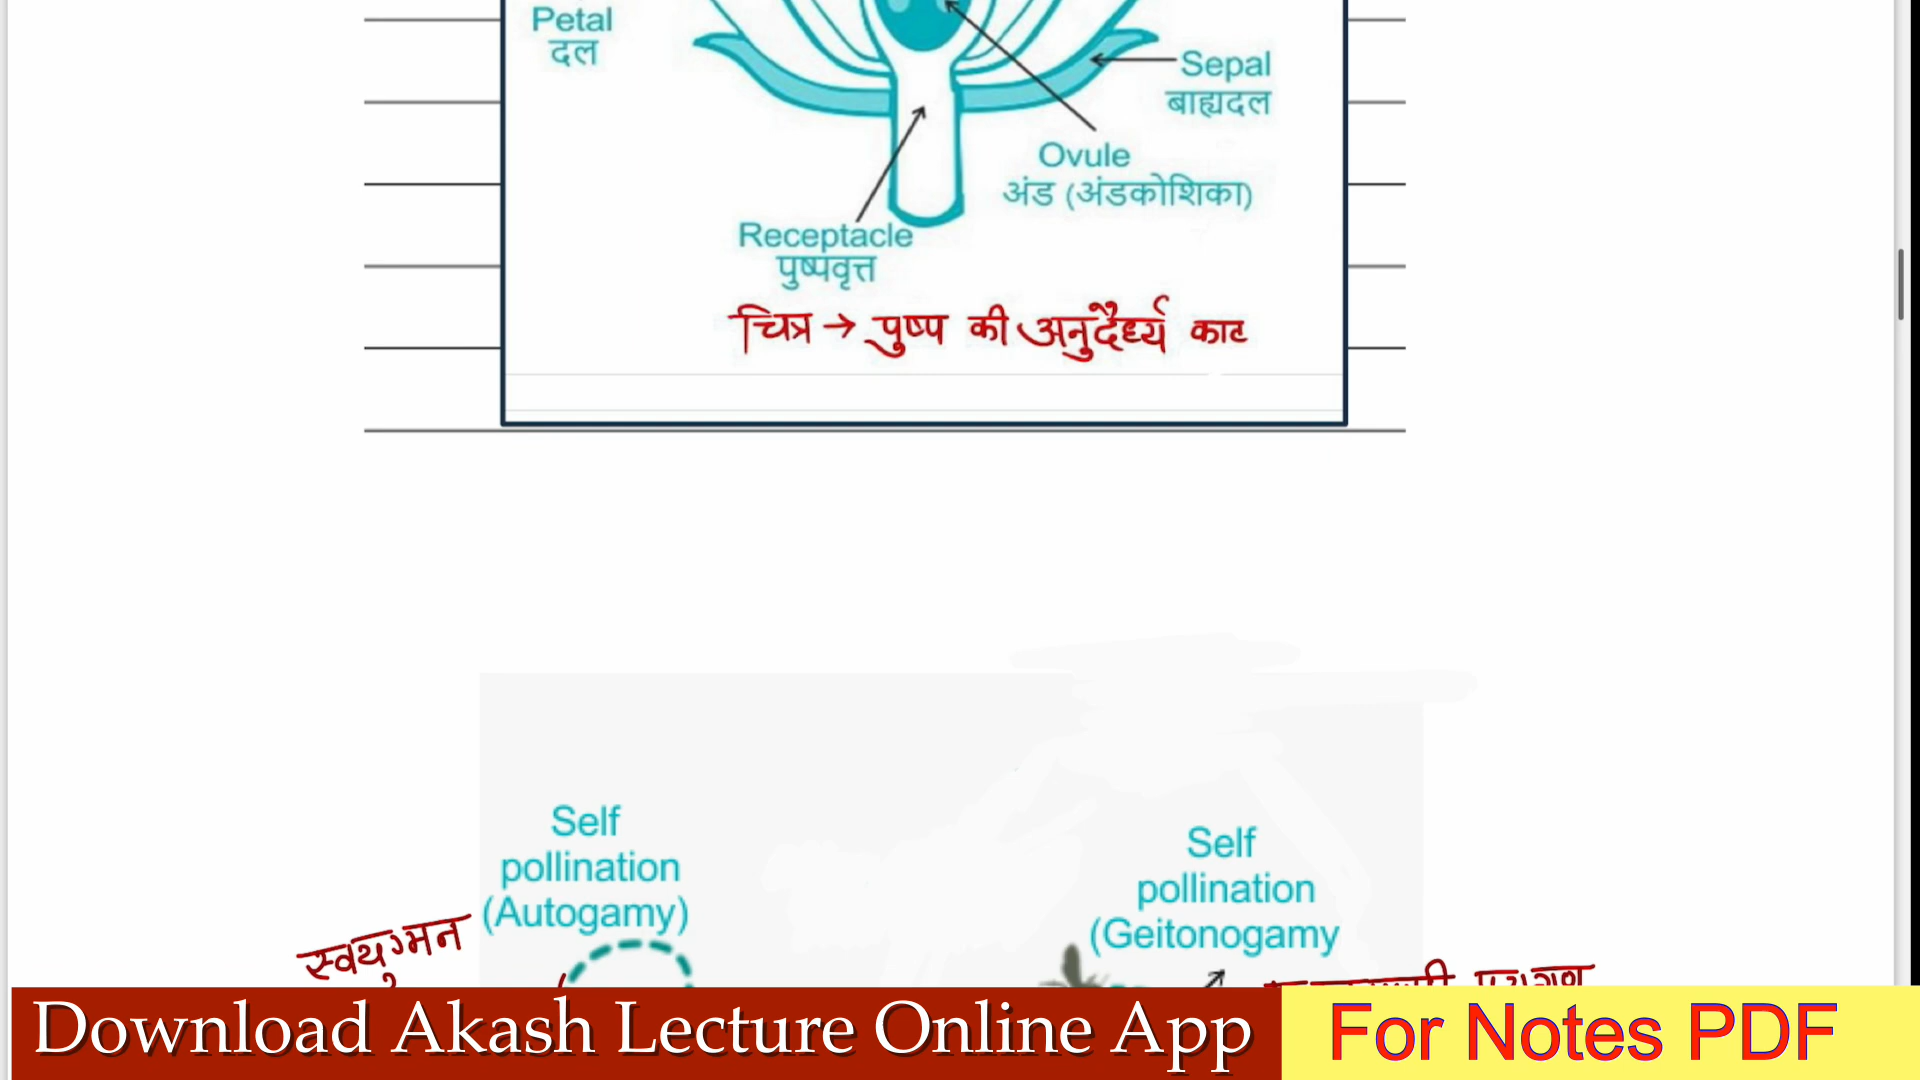 Petal
दल
Sepal
बाह्यदल
Ovule
अंड (अंडकोशिका)
Receptacle
पुष्पवृत्त
चित्र → पुष्प की अनुदैर्ध्य काट
Self
pollination
(Autogamy)
स्वयुग्मन
Self
pollination
(Geitonogamy
Download Akash Lecture Online App
For Notes PDF